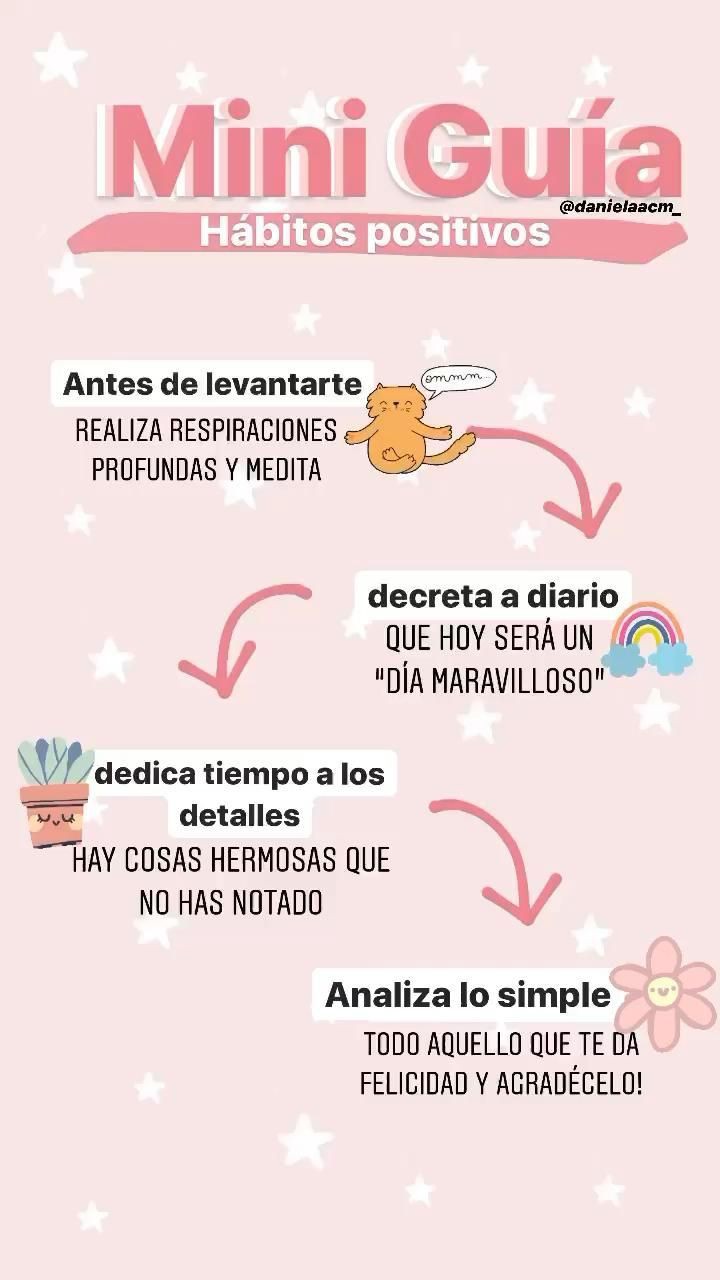 Mini Guía
@danielaacm_
Hábitos positivos
Antes de levantarte
ommm...
REALIZA RESPIRACIONES
PROFUNDAS Y MEDITA
decreta a diario
QUE HOY SERÁ UN
"DÍA MARAVILLOSO"
dedica tiempo a los
detalles
HAY COSAS HERMOSAS QUE
NO HAS NOTADO
Analiza lo simple
TODO AQUELLO QUE TE DA
FELICIDAD Y AGRADÉCELO!